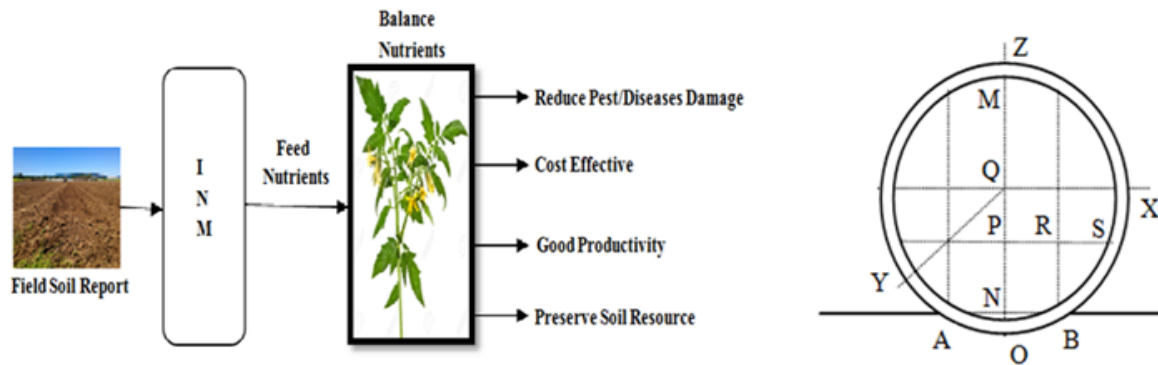 Balance
Nutrients
Reduce Pest/Diseases Damage
I
N
M
Feed
Nutrients
Cost Effective
Good Productivity
Field Soil Report
Preserve Soil Resource
Z
M
Q
X
P R S
Y
N
A O B